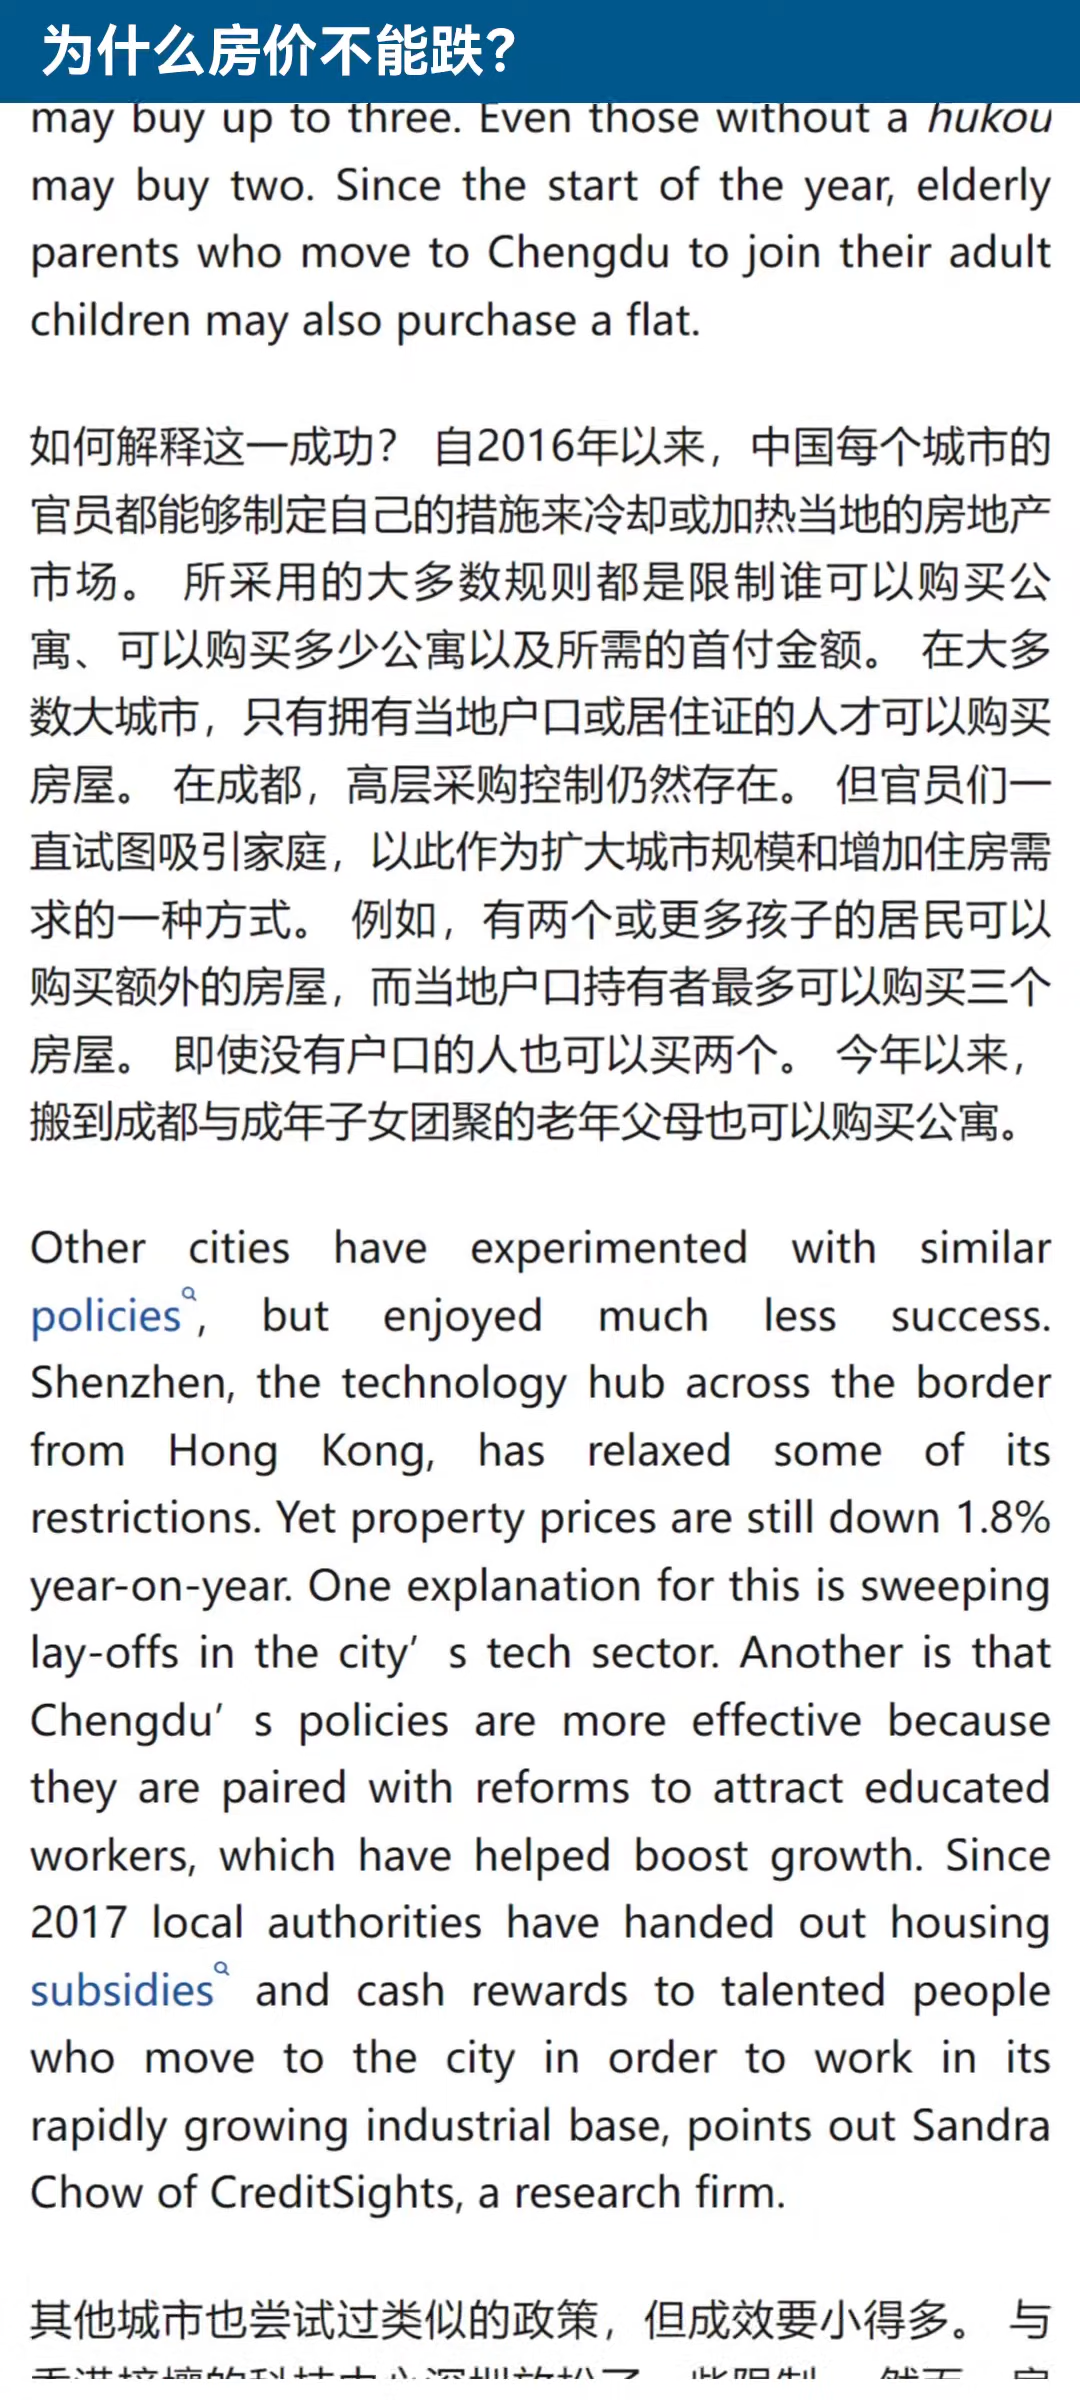 为什么房价不能跌？
may buy up to three. Even those without a hukou
may buy two. Since the start of the year, elderly
parents who move to Chengdu to join their adult
children may also purchase a flat.
如何解释这一成功？ 自2016年以来，中国每个城市的
官员都能够制定自己的措施来冷却或加热当地的房地产
市场。 所采用的大多数规则都是限制谁可以购买公
寓、可以购买多少公寓以及所需的首付金额。 在大多
数大城市，只有拥有当地户口或居住证的人才可以购买
房屋。 在成都，高层采购控制仍然存在。 但官员们一
直试图吸引家庭，以此作为扩大城市规模和增加住房需
求的一种方式。 例如，有两个或更多孩子的居民可以
购买额外的房屋，而当地户口持有者最多可以购买三个
房屋。 即使没有户口的人也可以买两个。 今年以来，
搬到成都与成年子女团聚的老年父母也可以购买公寓。
Other cities have experimented with similar
policies, but enjoyed much less success.
Shenzhen, the technology hub across the border
from Hong Kong, has relaxed some of its
restrictions. Yet property prices are still down 1.8%
year-on-year. One explanation for this is sweeping
lay-offs in the city’ s tech sector. Another is that
Chengdu’ s policies are more effective because
they are paired with reforms to attract educated
workers, which have helped boost growth. Since
2017 local authorities have handed out housing
subsidies and cash rewards to talented people
who move to the city in order to work in its
rapidly growing industrial base, points out Sandra
Chow of CreditSights, a research firm.
其他城市也尝试过类似的政策，但成效要小得多。 与